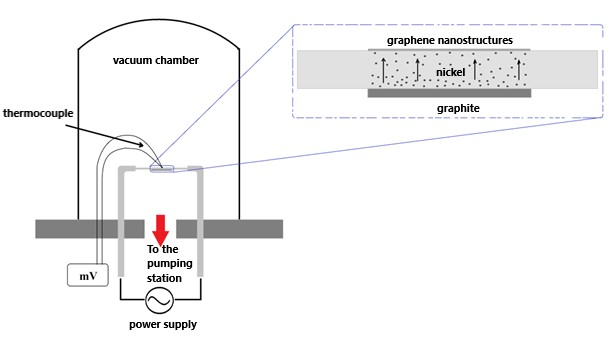 vacuum chamber
thermocouple
graphene nanostructures
nickel
graphite
To the
pumping
station
mV
power supply